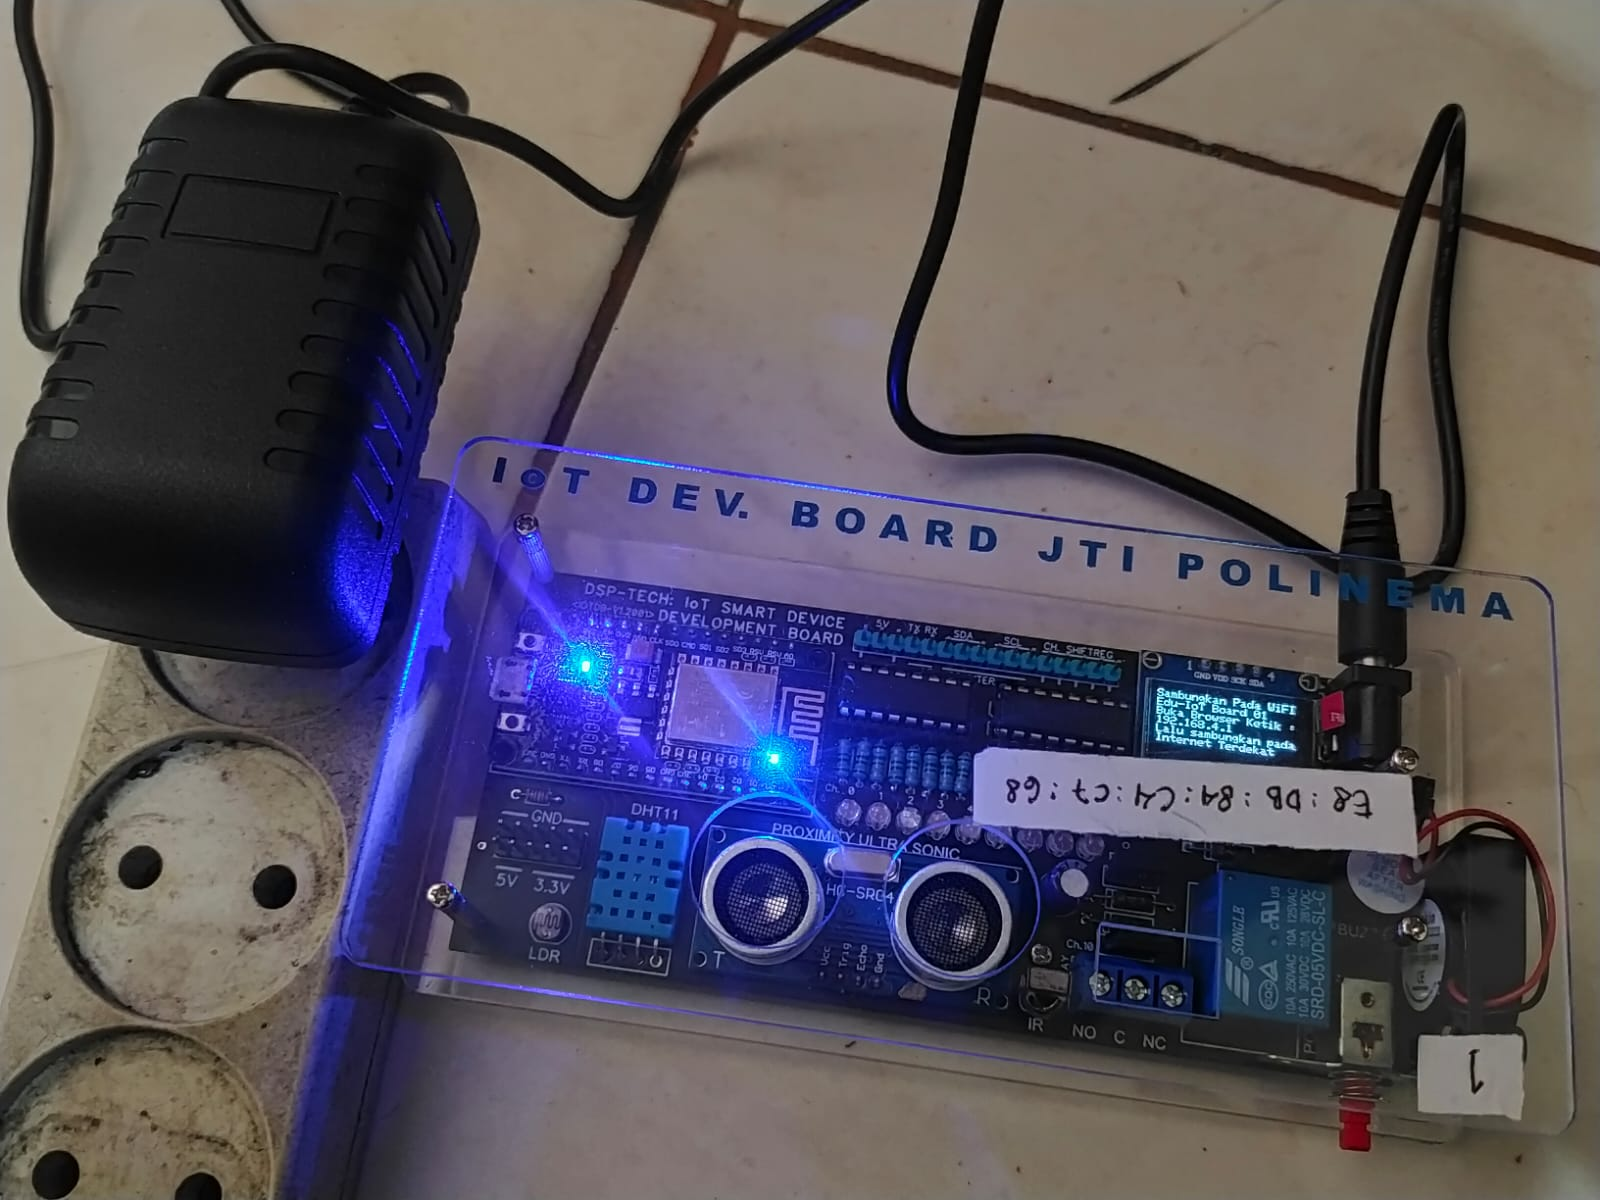 IoT DEV. BOARD JTI POLINEMA
DSP-TECH: IoT SMART DEVICE
DEVELOPMENT BOARD
5V TX RX SDA SCL CH. SHIFTREG
1 4
GND VDD SCK SDA
Sambungkan Pada WiFI
Edu-IoT Board 01
Buka Browser Ketik :
192.168.4.1
Lalu sambungkan pada
Internet Terdekat
E8:DB:84:C4:C7:68
GND
5V 3.3V
DHT11
LDR
PROXIMITY ULTRASONIC
HC-SR04
T
Vcc
Trig
Echo
Gnd
R
IR
Ch.10
NO C NC
SONGLE
10A 250VAC 10A 125VAC
10A 30VDC 10A 28VDC
SRD-05VDC-SL-C
1